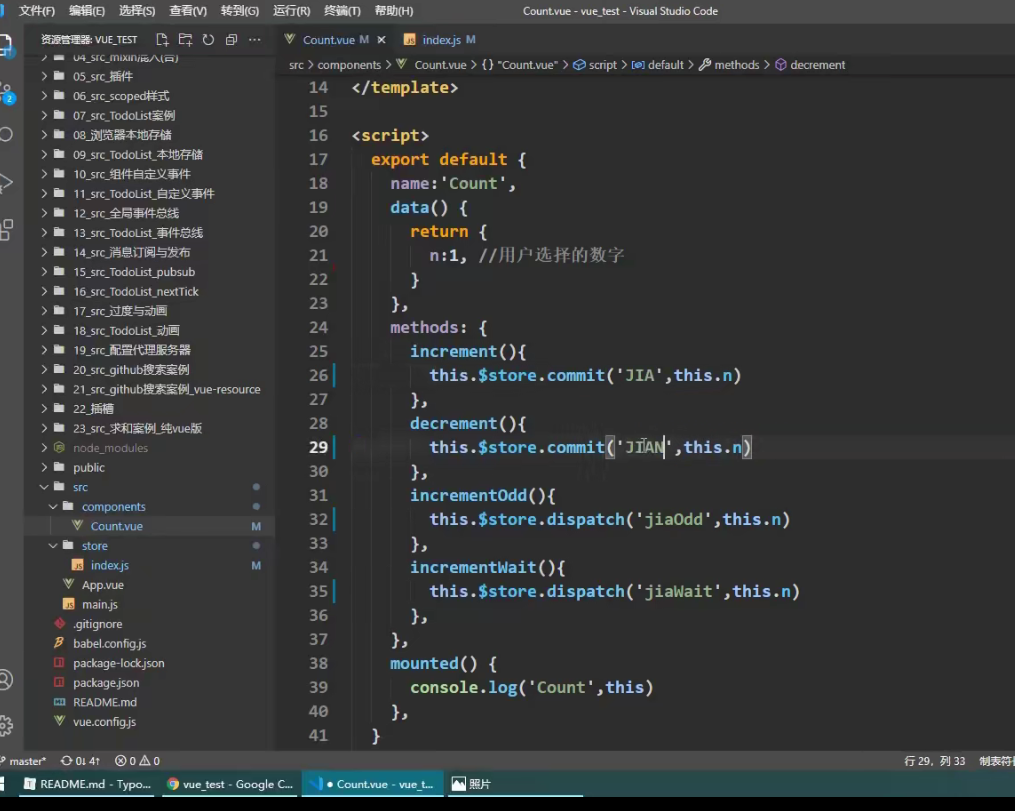 文件(F) 编辑(E) 选择(S) 查看(V) 转到(G) 运行(R) 终端(T) 帮助(H) Count.vue - vue_test - Visual Studio Code
资源管理器: VUE_TEST
04_src_mixin混入(合)
05_src_插件
06_src_scoped样式
07_src_TodoList案例
08_浏览器本地存储
09_src_TodoList_本地存储
10_src_组件自定义事件
11_src_TodoList_自定义事件
12_src_全局事件总线
13_src_TodoList_事件总线
14_src_消息订阅与发布
15_src_TodoList_pubsub
16_src_TodoList_nextTick
17_src_过度与动画
18_src_TodoList_动画
19_src_配置代理服务器
20_src_github搜索案例
21_src_github搜索案例_vue-resource
22_插槽
23_src_求和案例_纯vue版
node_modules
public
src
components
Count.vue M
store
index.js M
App.vue
main.js
.gitignore
babel.config.js
package-lock.json
package.json
README.md
vue.config.js
2
Count.vue M × index.js M
src > components > Count.vue > {} "Count.vue" > script > default > methods > decrement
14 </template>
15
16 <script>
17 export default {
18 name:'Count',
19 data() {
20 return {
21 n:1, //用户选择的数字
22 }
23 },
24 methods: {
25 increment(){
26 this.$store.commit('JIA',this.n)
27 },
28 decrement(){
29 this.$store.commit('JIAN',this.n)
30 },
31 incrementOdd(){
32 this.$store.dispatch('jiaOdd',this.n)
33 },
34 incrementWait(){
35 this.$store.dispatch('jiaWait',this.n)
36 },
37 },
38 mounted() {
39 console.log('Count',this)
40 },
41 }
master* 0↓ 4↑ 0 0 行 29，列 33 制表符
README.md - Typo... vue_test - Google C... ● Count.vue - vue_t... 照片